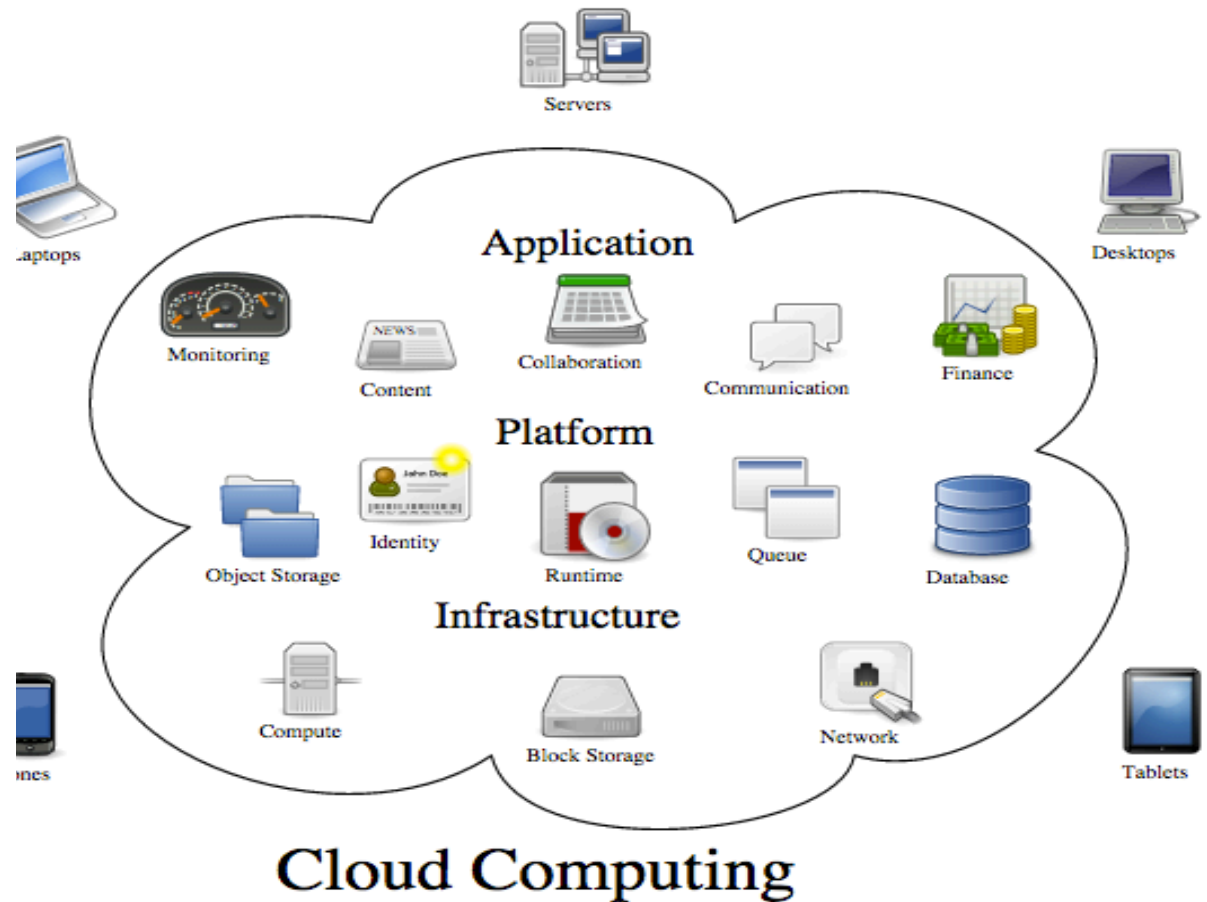 Servers
aptops
Desktops
Application
Monitoring
NEWS
Content
Collaboration
Communication
Finance
Platform
John Doe
Object Storage
Identity
Runtime
Queue
Database
Infrastructure
Compute
Block Storage
Network
ones
Tablets
Cloud Computing